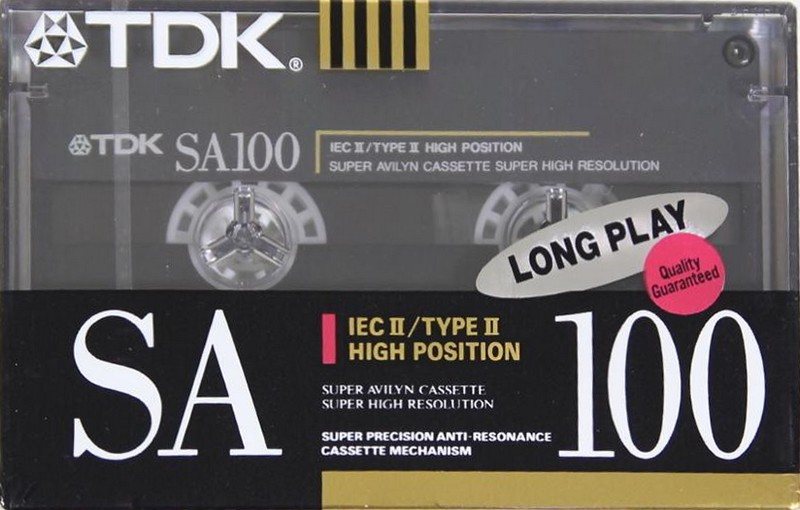 TDK®
TDK SA100
IEC II/TYPE II HIGH POSITION
SUPER AVILYN CASSETTE SUPER HIGH RESOLUTION
LONG PLAY
Quality
Guaranteed
SA 100
IEC II/TYPE II
HIGH POSITION
SUPER AVILYN CASSETTE
SUPER HIGH RESOLUTION
SUPER PRECISION ANTI-RESONANCE
CASSETTE MECHANISM